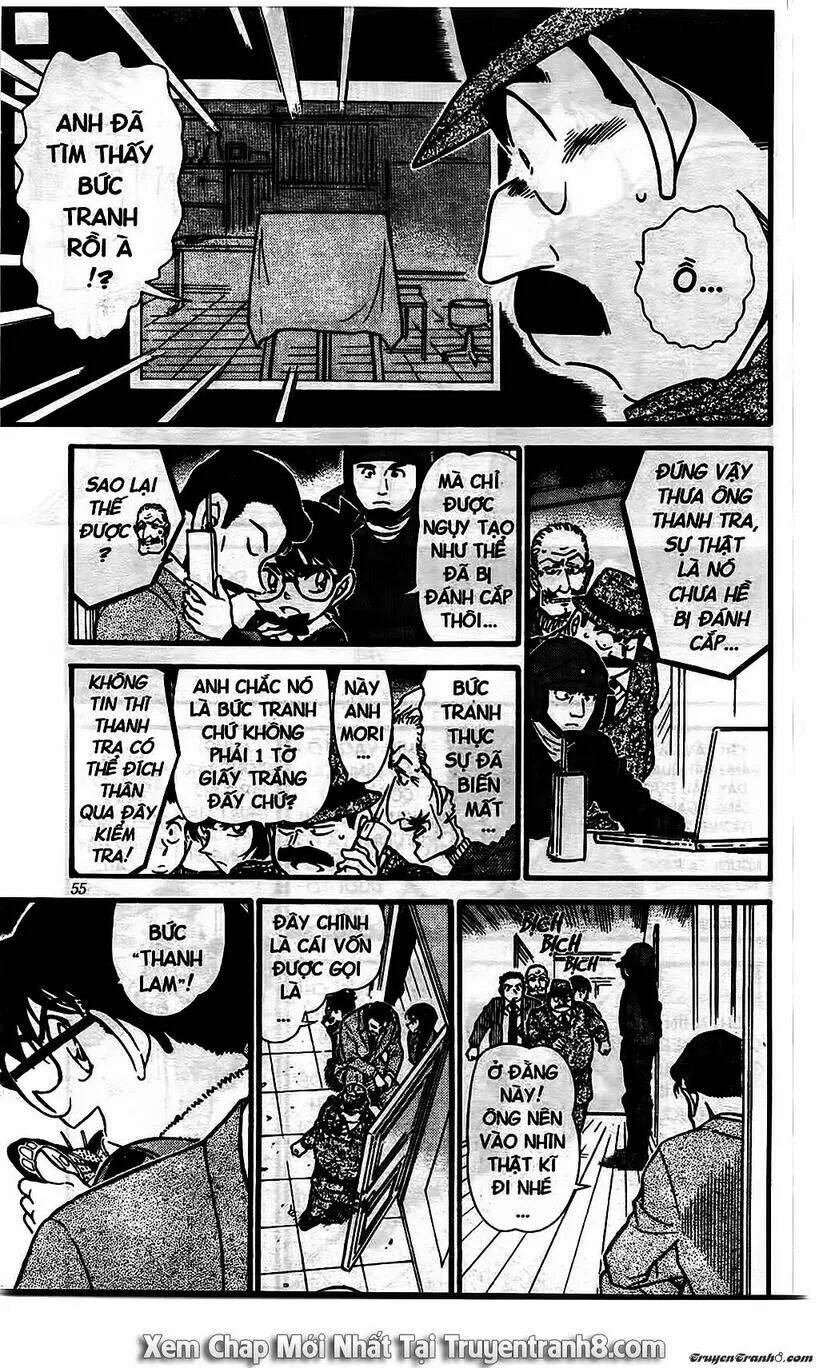 Ồ...
ANH ĐÃ
TÌM THẤY
BỨC
TRANH
RỒI À
!?
ĐÚNG VẬY
THƯA ÔNG
THANH TRA,
SỰ THẬT
LÀ NÓ
CHƯA HỀ
BỊ ĐÁNH
CẮP...
MÀ CHỈ
ĐƯỢC
NGỤY TẠO
NHƯ THỂ
ĐÃ BỊ
ĐÁNH CẮP
THÔI...
SAO LẠI
THẾ
ĐƯỢC
?
BỨC
TRANH
THỰC
SỰ ĐÃ
BIẾN
MẤT
...
NÀY
ANH
MORI
...
ANH CHẮC NÓ
LÀ BỨC TRANH
CHỨ KHÔNG
PHẢI 1 TỜ
GIẤY TRẮNG
ĐẤY CHỨ?
KHÔNG
TIN THÌ
THANH
TRA CÓ
THỂ ĐÍCH
THÂN
QUA ĐÂY
KIỂM
TRA!
55
BỊCH
BỊCH
BỊCH
Ở ĐẰNG
NÀY!
ÔNG NÊN
VÀO NHÌN
THẬT KĨ
ĐI NHÉ
...
ĐÂY CHÍNH
LÀ CÁI VỐN
ĐƯỢC GỌI
LÀ
...
BỨC
"THANH
LAM"!
Xem Chap Mới Nhất Tại Truyentranh8.com
TruyenTranh8.com